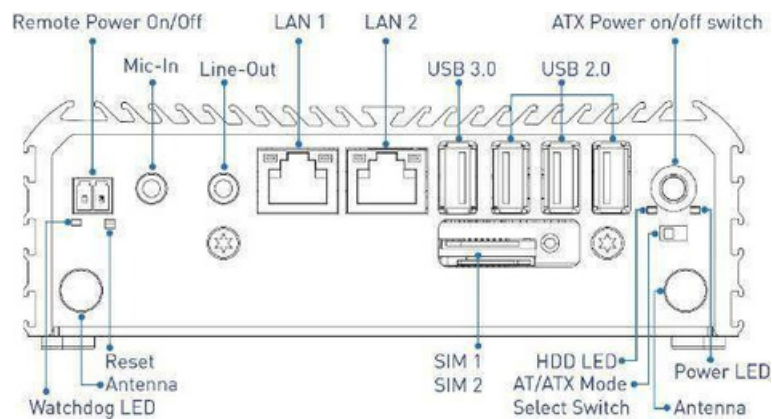 Remote Power On/Off
LAN 1
LAN 2
ATX Power on/off switch
Mic-In
Line-Out
USB 3.0
USB 2.0
Reset
Antenna
Watchdog LED
SIM 1
SIM 2
HDD LED
AT/ATX Mode
Select Switch
Power LED
Antenna